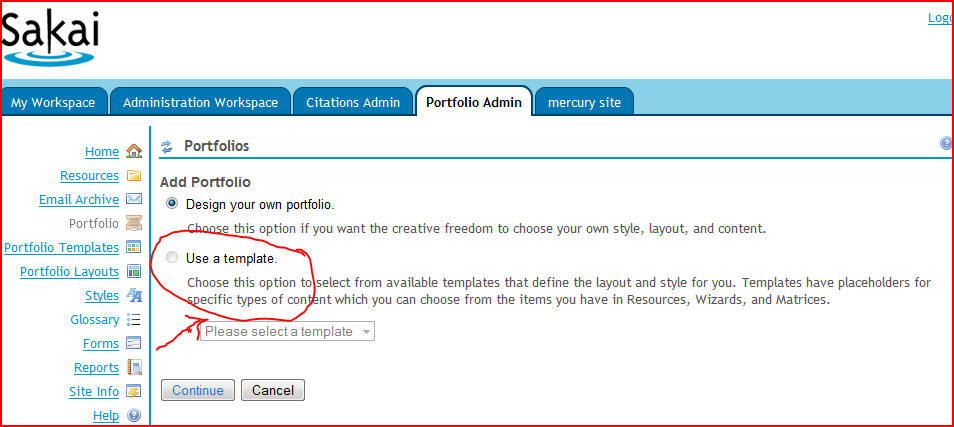 Sakai
Logo
My Workspace
Administration Workspace
Citations Admin
Portfolio Admin
mercury site
Home
Resources
Email Archive
Portfolio
Portfolio Templates
Portfolio Layouts
Styles
Glossary
Forms
Reports
Site Info
Help
Portfolios
?
Add Portfolio
Design your own portfolio.
Choose this option if you want the creative freedom to choose your own style, layout, and content.
Use a template.
Choose this option to select from available templates that define the layout and style for you. Templates have placeholders for
specific types of content which you can choose from the items you have in Resources, Wizards, and Matrices.
* Please select a template
Continue
Cancel